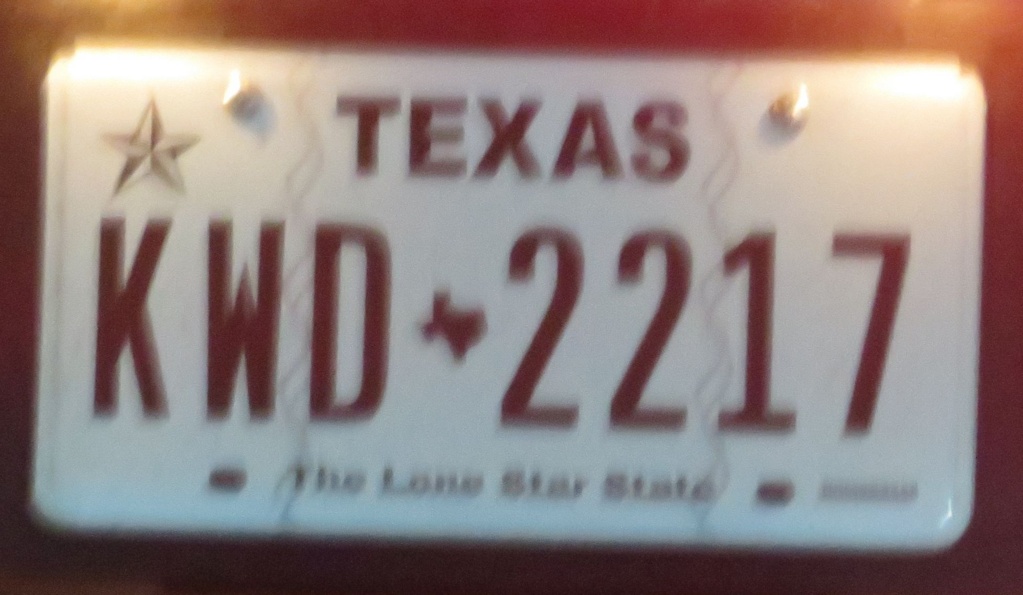 TEXAS
KWD 2217
The Lone Star State